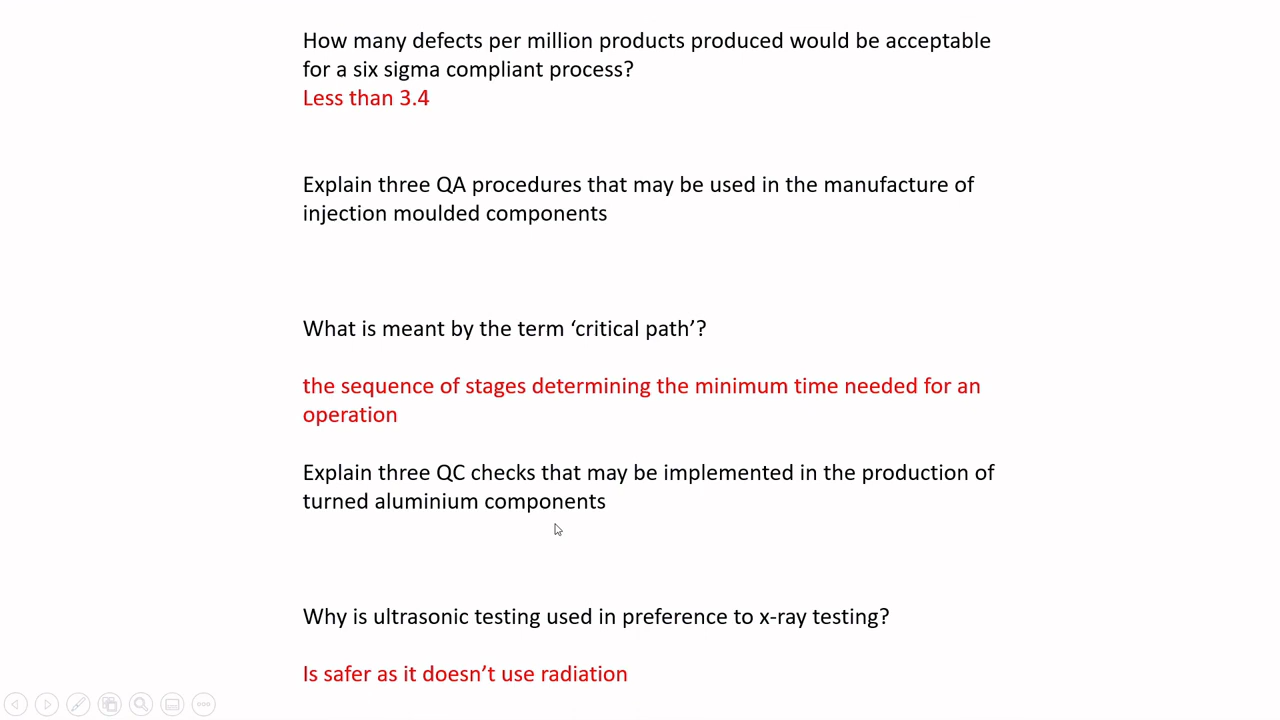 How many defects per million products produced would be acceptable
for a six sigma compliant process?
Less than 3.4
Explain three QA procedures that may be used in the manufacture of
injection moulded components
What is meant by the term ‘critical path’?
the sequence of stages determining the minimum time needed for an
operation
Explain three QC checks that may be implemented in the production of
turned aluminium components
Why is ultrasonic testing used in preference to x-ray testing?
Is safer as it doesn’t use radiation